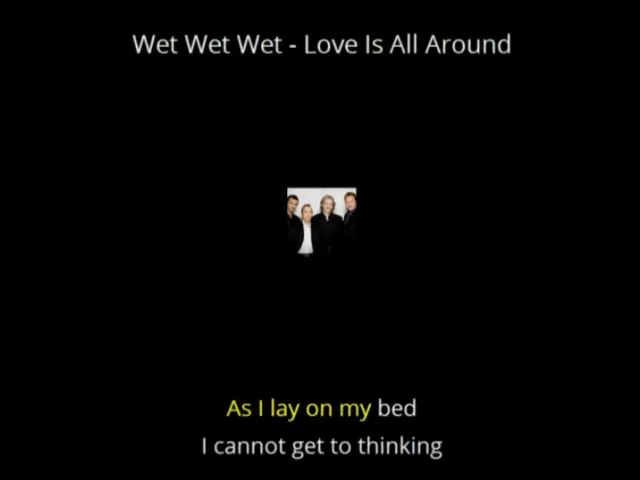 Wet Wet Wet - Love Is All Around
As I lay on my bed
I cannot get to thinking